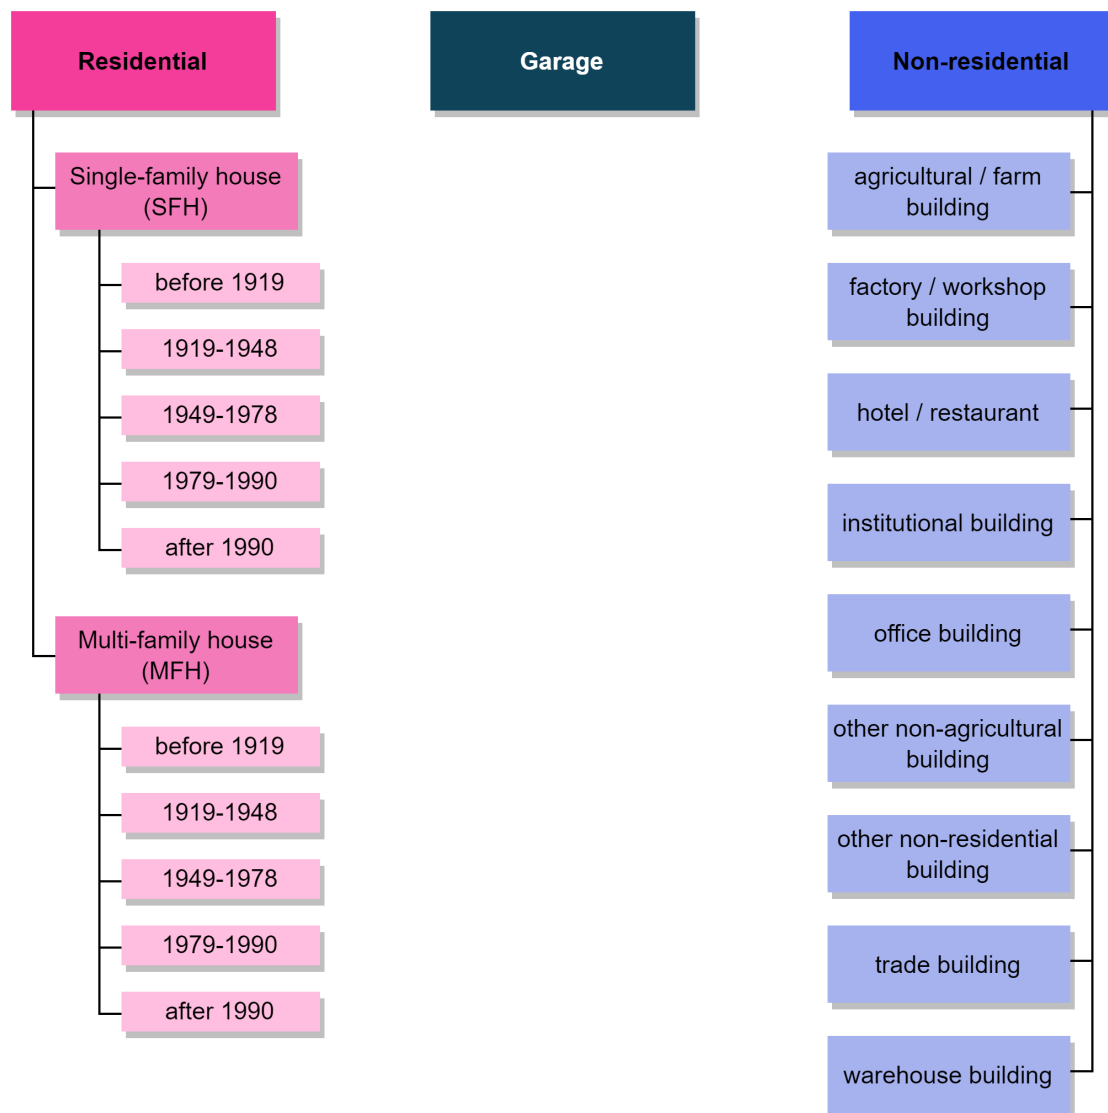 Residential
Garage
Non-residential
Single-family house
(SFH)
before 1919
1919-1948
1949-1978
1979-1990
after 1990
Multi-family house
(MFH)
before 1919
1919-1948
1949-1978
1979-1990
after 1990
agricultural / farm
building
factory / workshop
building
hotel / restaurant
institutional building
office building
other non-agricultural
building
other non-residential
building
trade building
warehouse building